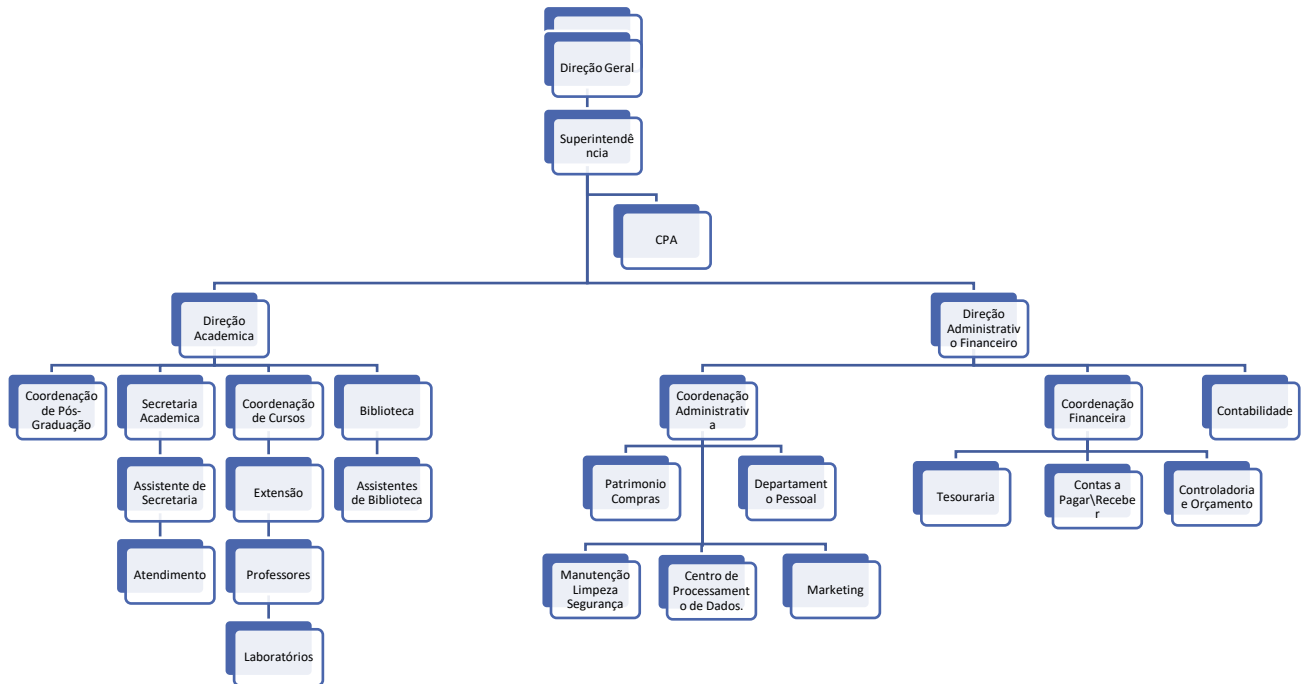 Direção Geral
Superintendê
ncia
CPA
Direção
Academica
Direção
Administrativ
o Financeiro
Coordenação
de Pós-
Graduação
Secretaria
Academica
Coordenação
de Cursos
Biblioteca
Coordenação
Administrativ
a
Coordenação
Financeira
Contabilidade
Assistente de
Secretaria
Extensão
Assistentes
de Biblioteca
Patrimonio
Compras
Departament
o Pessoal
Tesouraria
Contas a
Pagar\Recebe
r
Controladoria
e Orçamento
Atendimento
Professores
Manutenção
Limpeza
Segurança
Centro de
Processament
o de Dados.
Marketing
Laboratórios